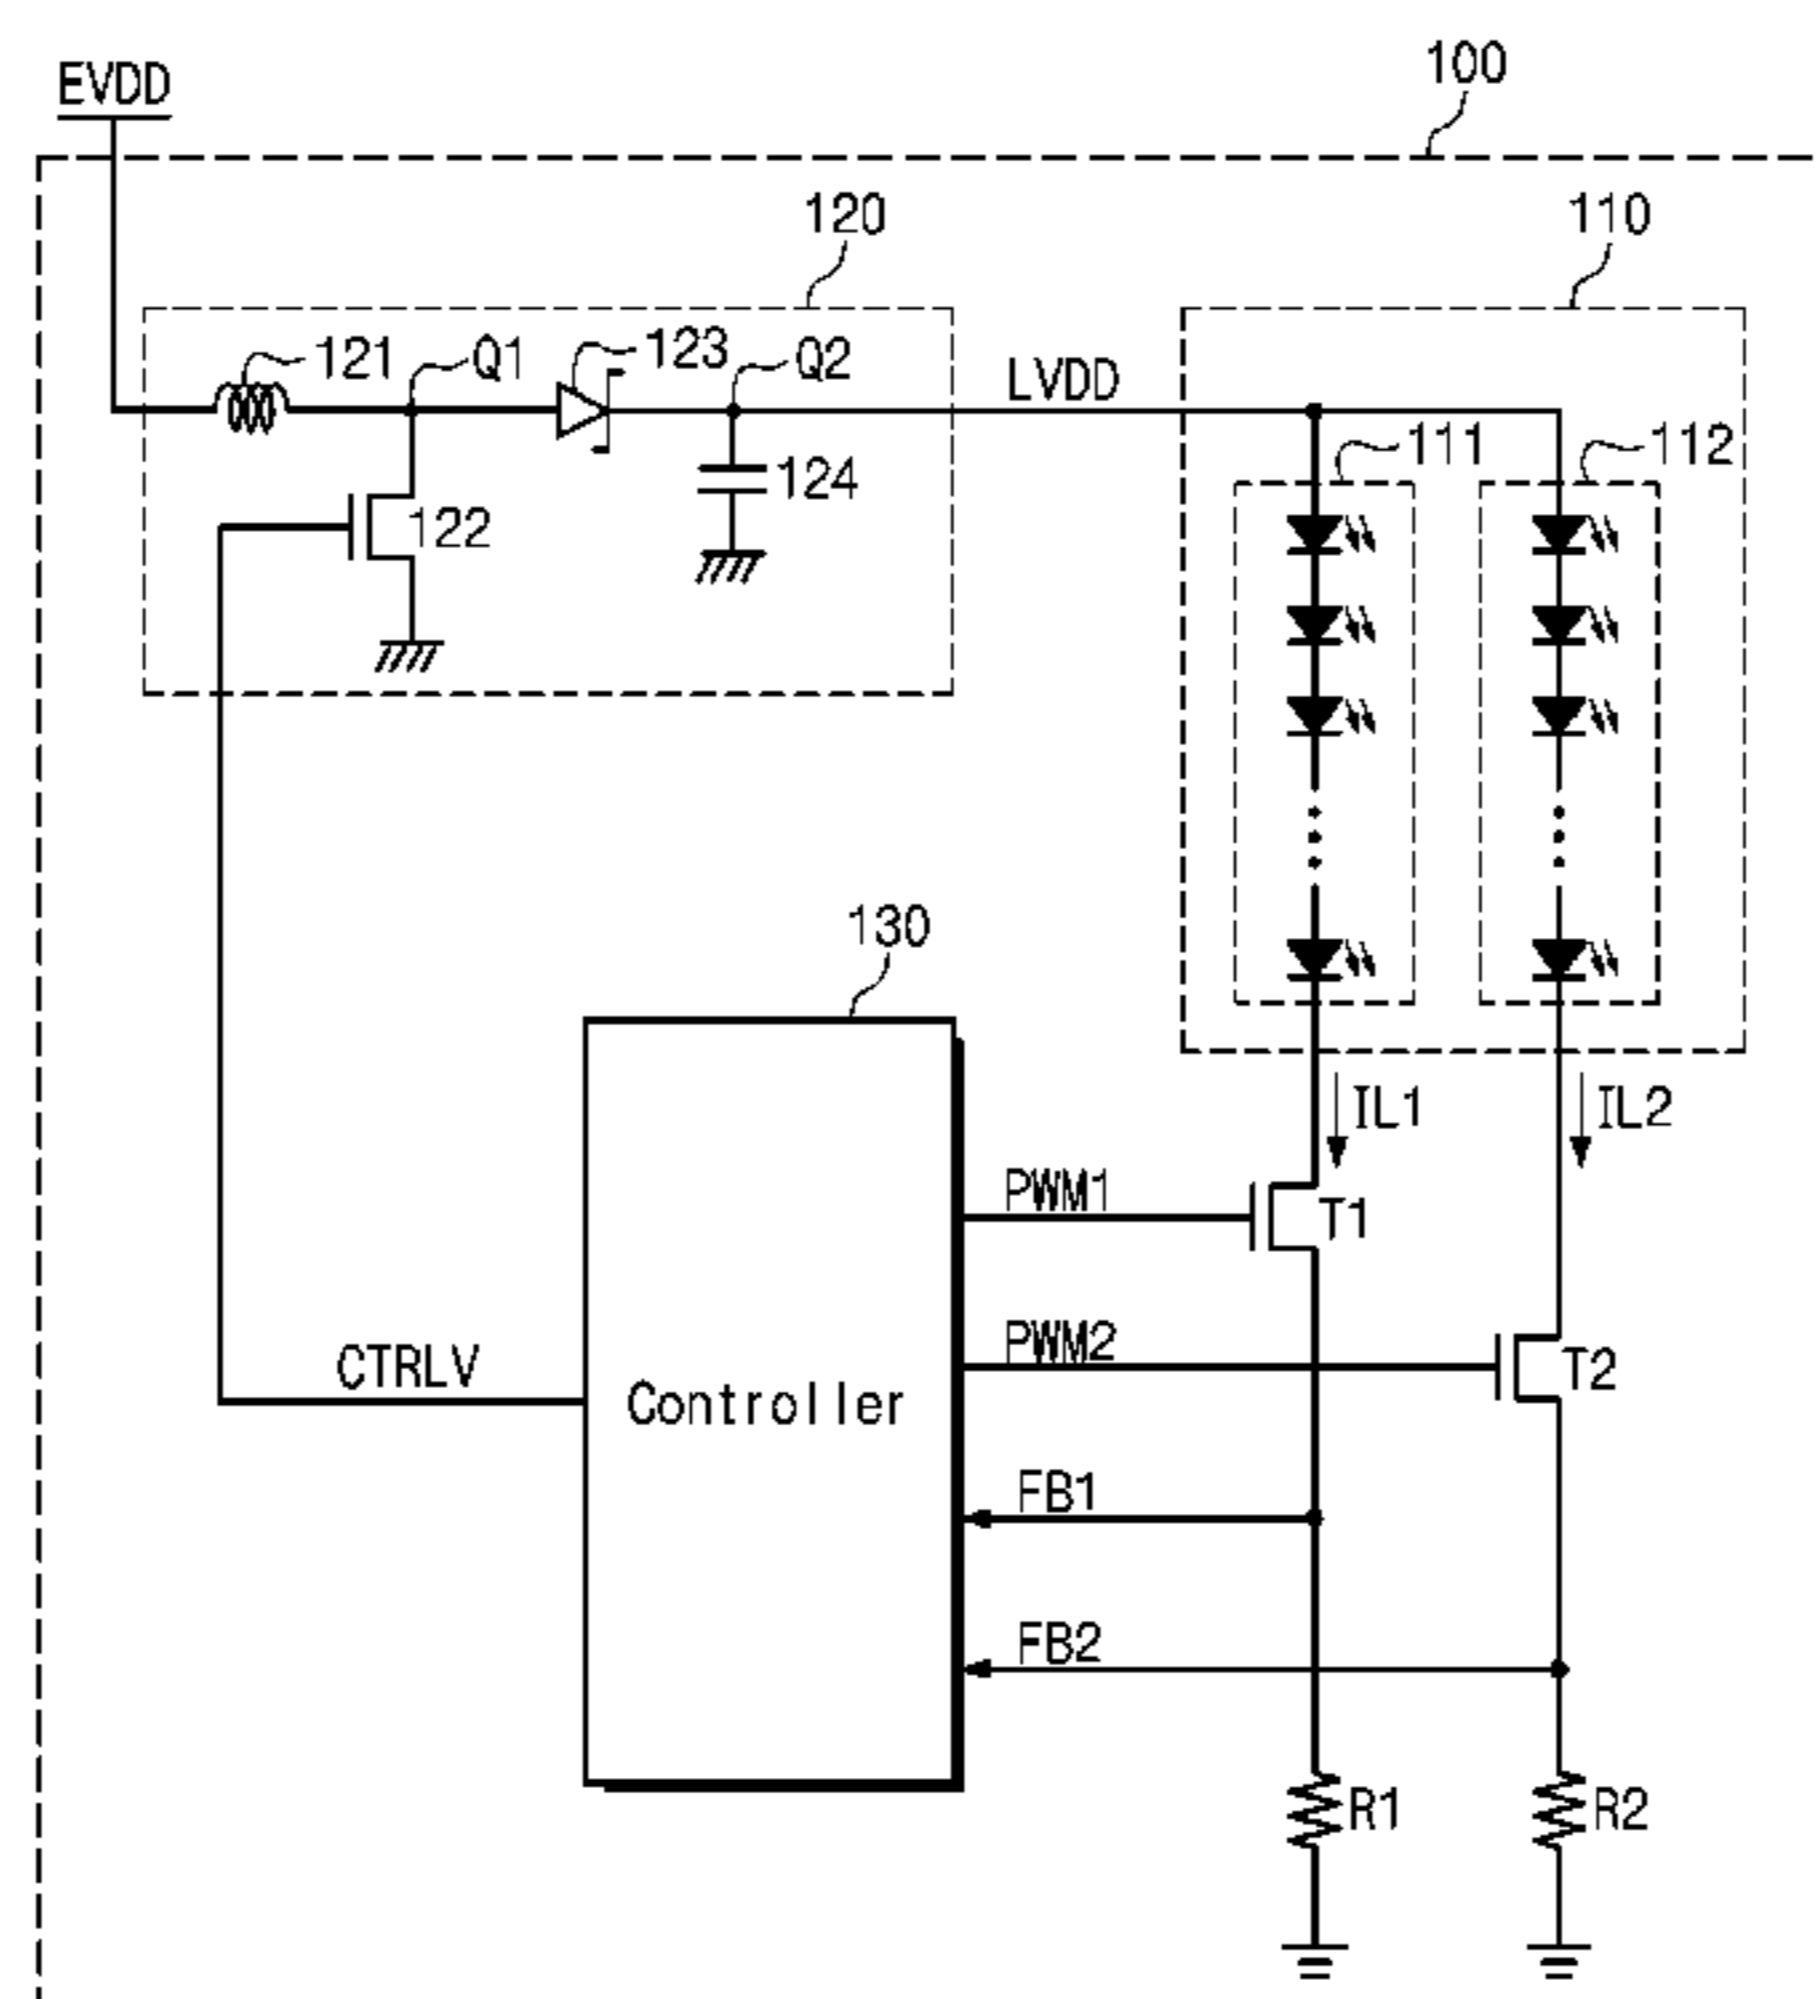 EVDD
100
120
110
121
Q1
123
Q2
LVDD
111
112
122
124
130
IL1
IL2
PWM1
T1
PWM2
T2
CTRLV
Controller
FB1
FB2
R1
R2